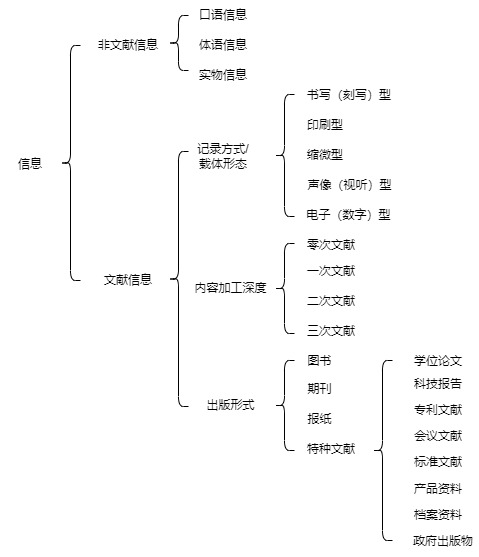 信息
非文献信息
口语信息
体语信息
实物信息
文献信息
记录方式/
载体形态
书写（刻写）型
印刷型
缩微型
声像（视听）型
电子（数字）型
内容加工深度
零次文献
一次文献
二次文献
三次文献
出版形式
图书
期刊
报纸
特种文献
学位论文
科技报告
专利文献
会议文献
标准文献
产品资料
档案资料
政府出版物